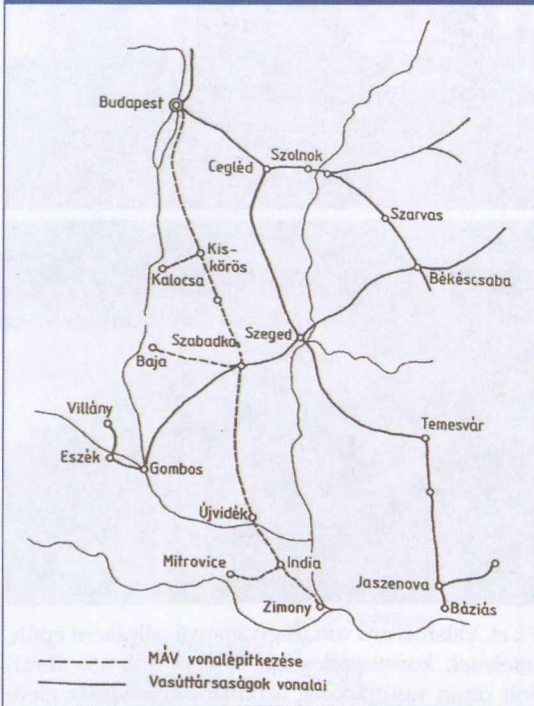 Budapest
Szolnok
Cegléd
Szarvas
Kis-
kőrös
Kalocsa
Békéscsaba
Szabadka
Szeged
Baja
Villány
Temesvár
Eszék
Gombos
Újvidék
Mitrovice
India
Jaszenova
Zimony
Báziás
MÁV vonalépítkezése
Vasúttársaságok vonalai